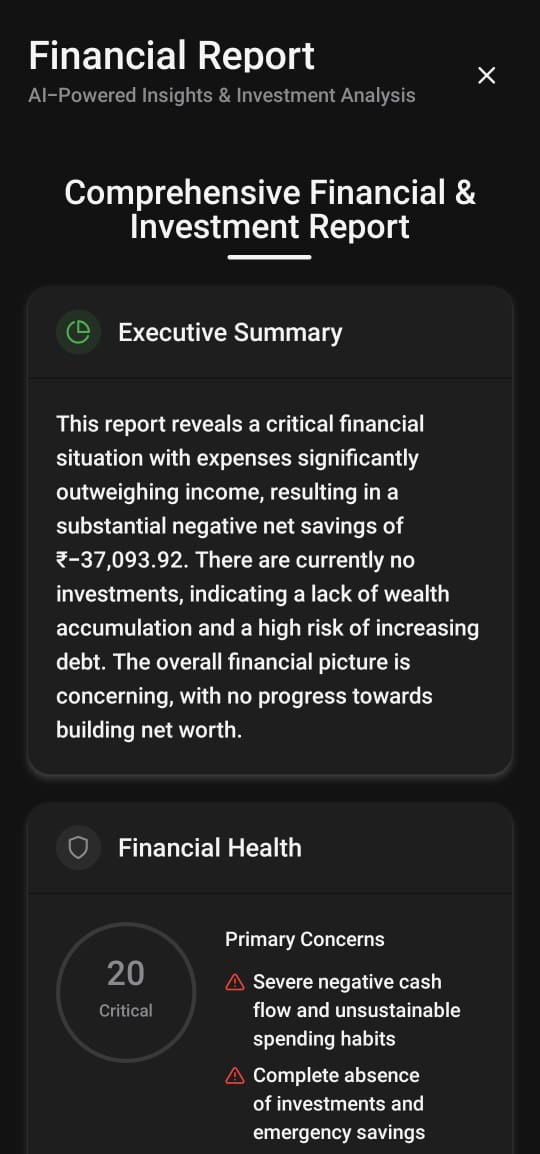 Financial Report
AI–Powered Insights & Investment Analysis
Comprehensive Financial &
Investment Report
Executive Summary
This report reveals a critical financial
situation with expenses significantly
outweighing income, resulting in a
substantial negative net savings of
₹–37,093.92. There are currently no
investments, indicating a lack of wealth
accumulation and a high risk of increasing
debt. The overall financial picture is
concerning, with no progress towards
building net worth.
Financial Health
20
Critical
Primary Concerns
Severe negative cash
flow and unsustainable
spending habits
Complete absence
of investments and
emergency savings